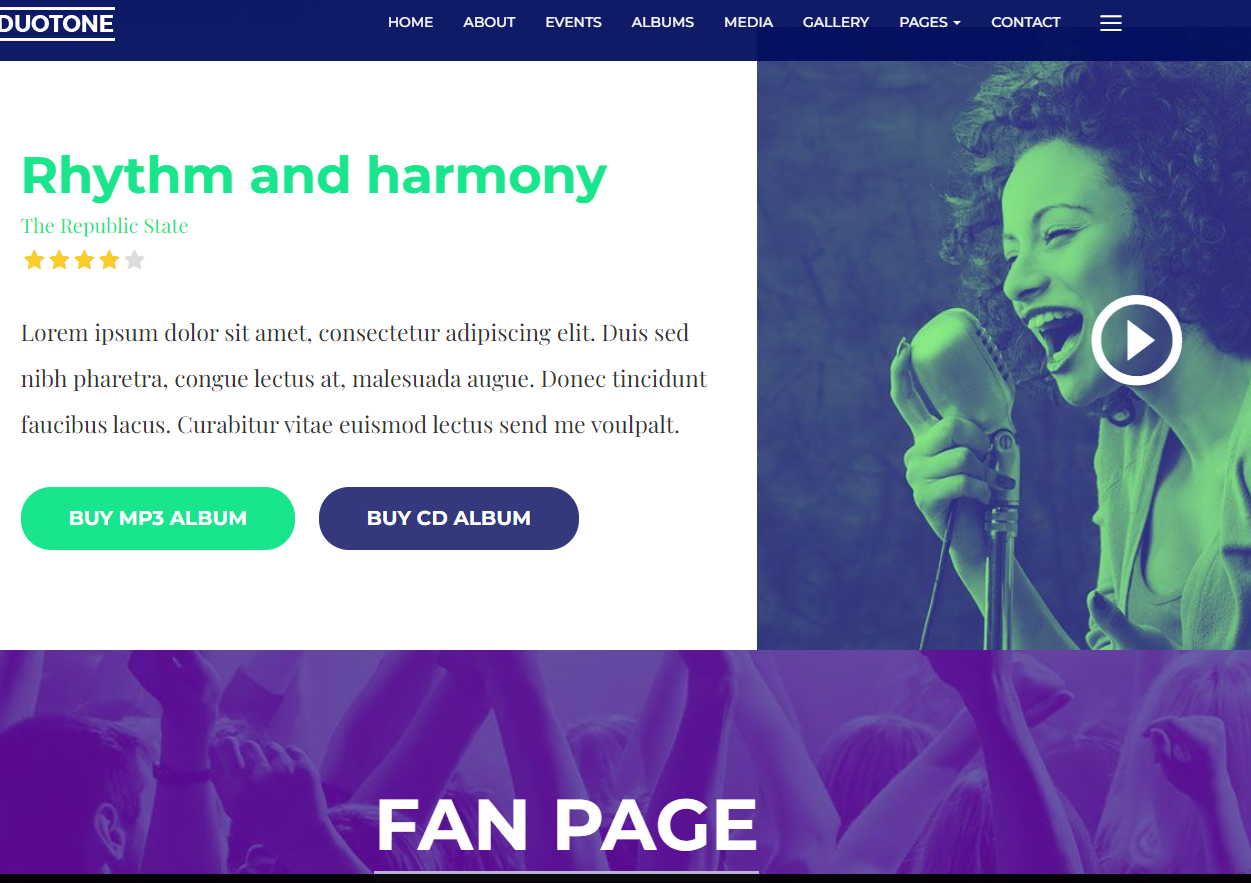 DUOTONE
HOME ABOUT EVENTS ALBUMS MEDIA GALLERY PAGES CONTACT
Rhythm and harmony
The Republic State
Lorem ipsum dolor sit amet, consectetur adipiscing elit. Duis sed
nibh pharetra, congue lectus at, malesuada augue. Donec tincidunt
faucibus lacus. Curabitur vitae euismod lectus send me voulpalt.
BUY MP3 ALBUM BUY CD ALBUM
FAN PAGE